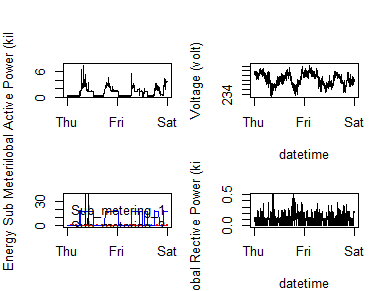 Global Active Power (kil
6
0
Thu Fri Sat
Voltage (volt)
234
Thu Fri Sat
datetime
Energy Sub Meteri
30
0
Sub_metering_1
Thu Fri Sat
obal Rective Power (ki
0.5
0.0
Thu Fri Sat
datetime